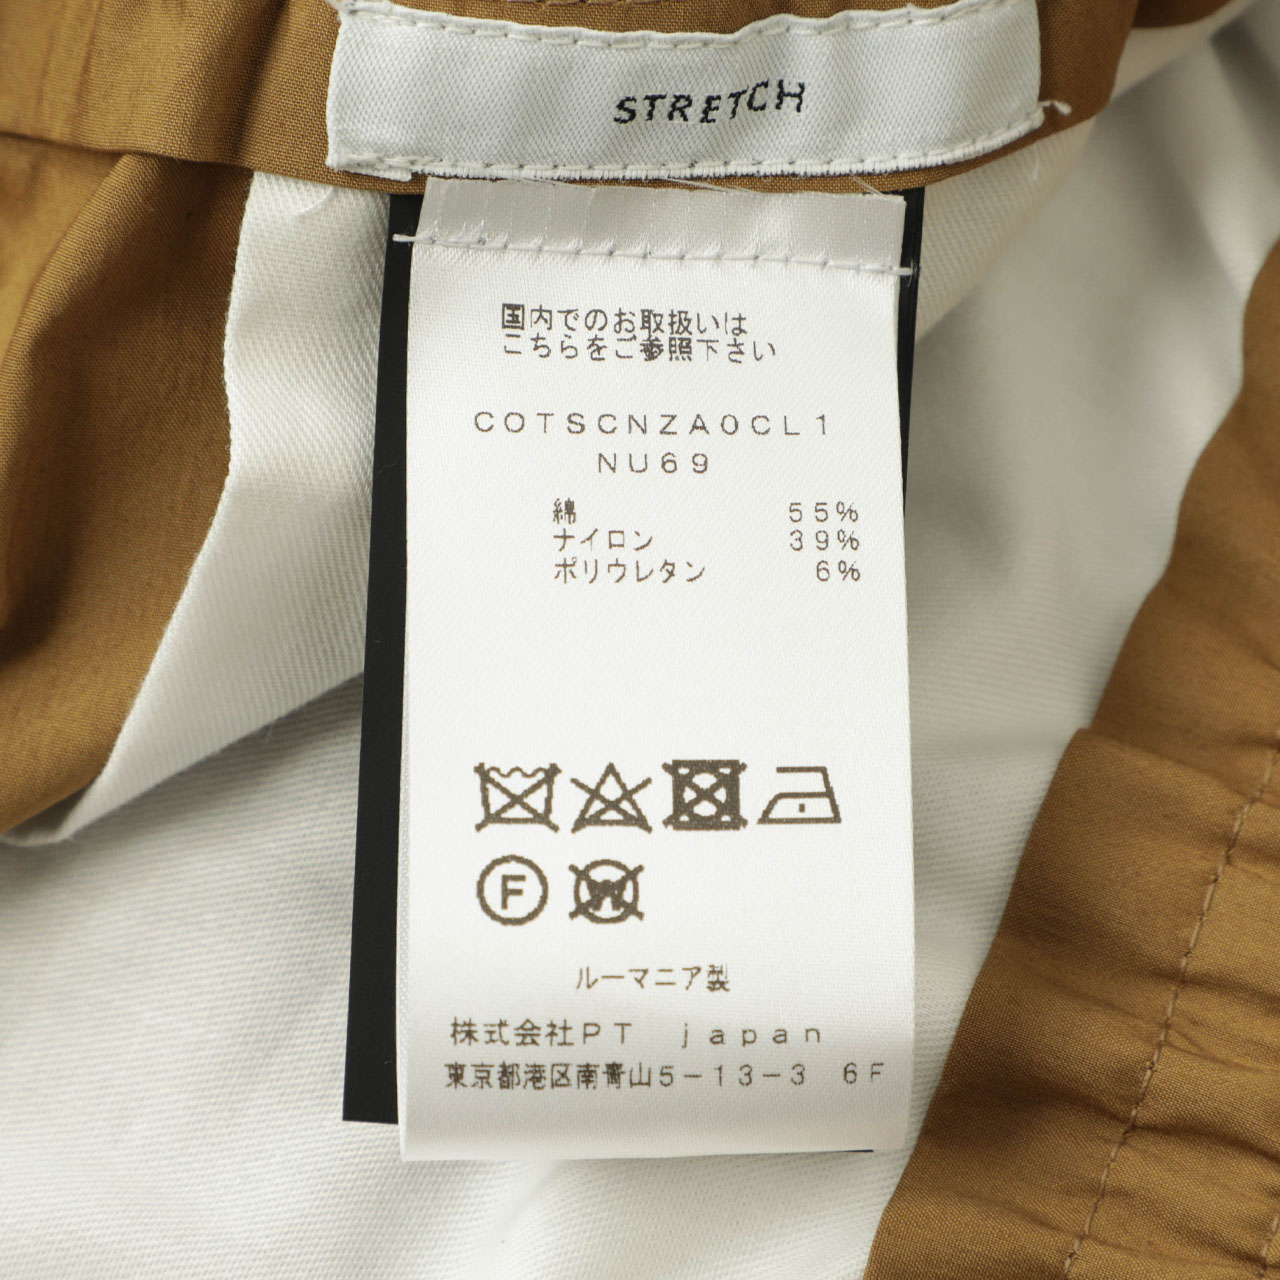 STRETCH
国内でのお取扱いは
こちらをご参照下さい
COTSCNZA0CL1
NU69
綿 55%
ナイロン 39%
ポリウレタン 6%
F
W
ルーマニア製
株式会社PT japan
東京都港区南青山5-13-3 6F